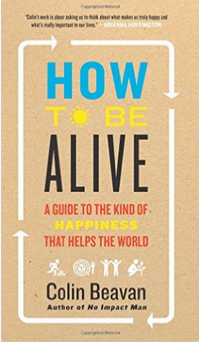 "Colin's work is about asking us to think about what makes us truly happy and
what's really important in our lives." —ARIANNA HUFFINGTON
HOW
TO BE
ALIVE
A GUIDE TO THE KIND OF
HAPPINESS
THAT HELPS THE WORLD
Colin Beavan
Author of No Impact Man